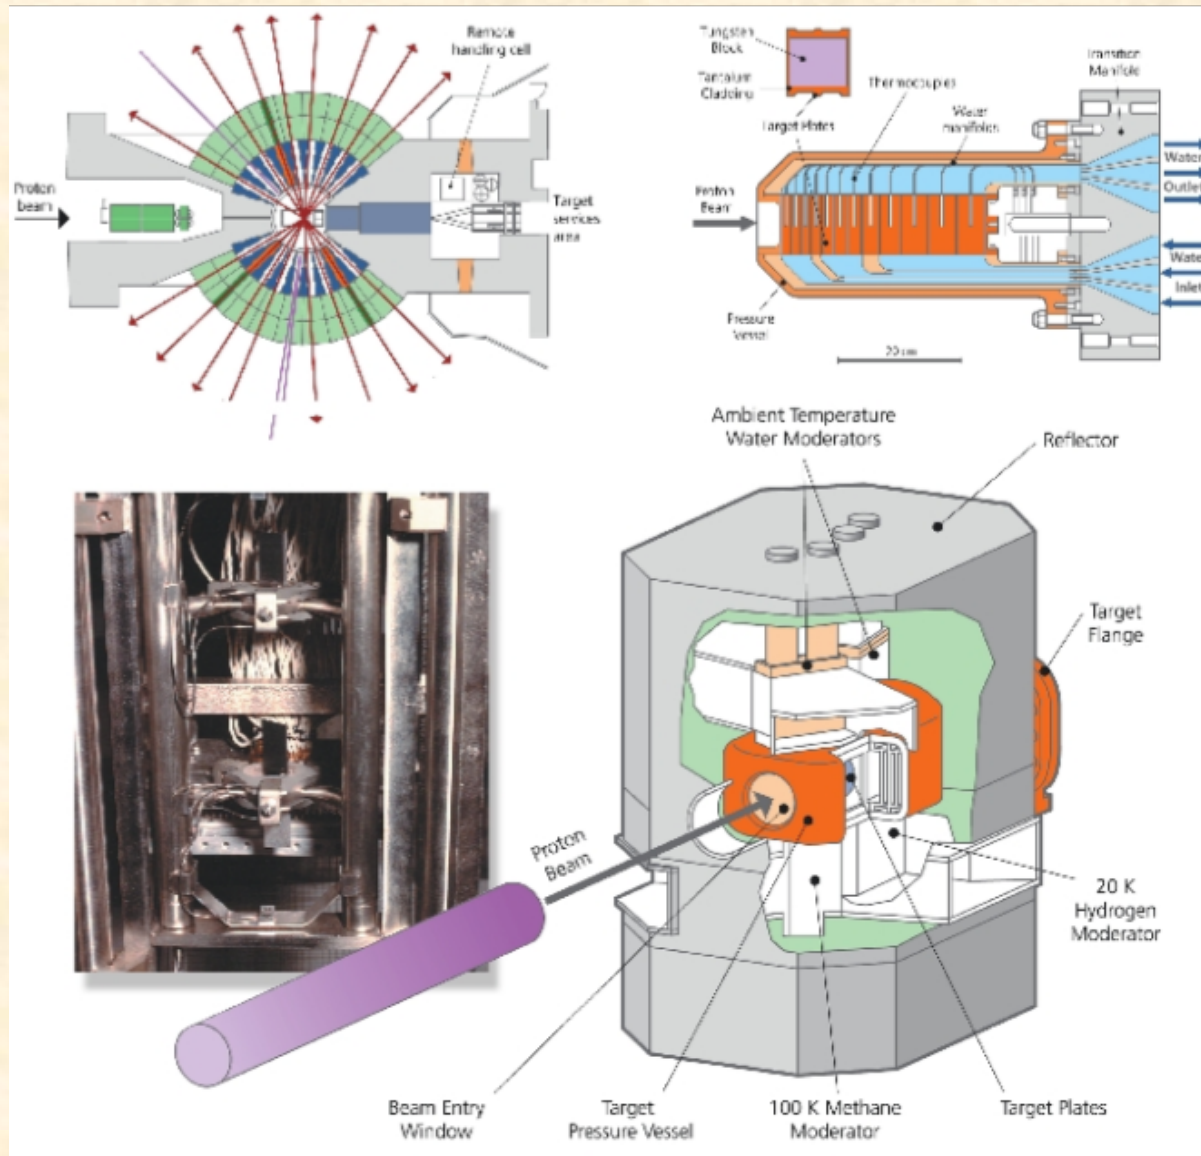 Remote
handling cell
Proton
beam
Target
services
area
Tungsten
Block
Tantalum
Cladding
Target Plates
Thermocouples
Water
manifolds
Transition
Manifold
Proton
Beam
Water
Outlet
Water
Inlet
Pressure
Vessel
20 cm
Ambient Temperature
Water Moderators
Reflector
Target
Flange
Proton
Beam
20 K
Hydrogen
Moderator
Beam Entry
Window
Target
Pressure Vessel
100 K Methane
Moderator
Target Plates